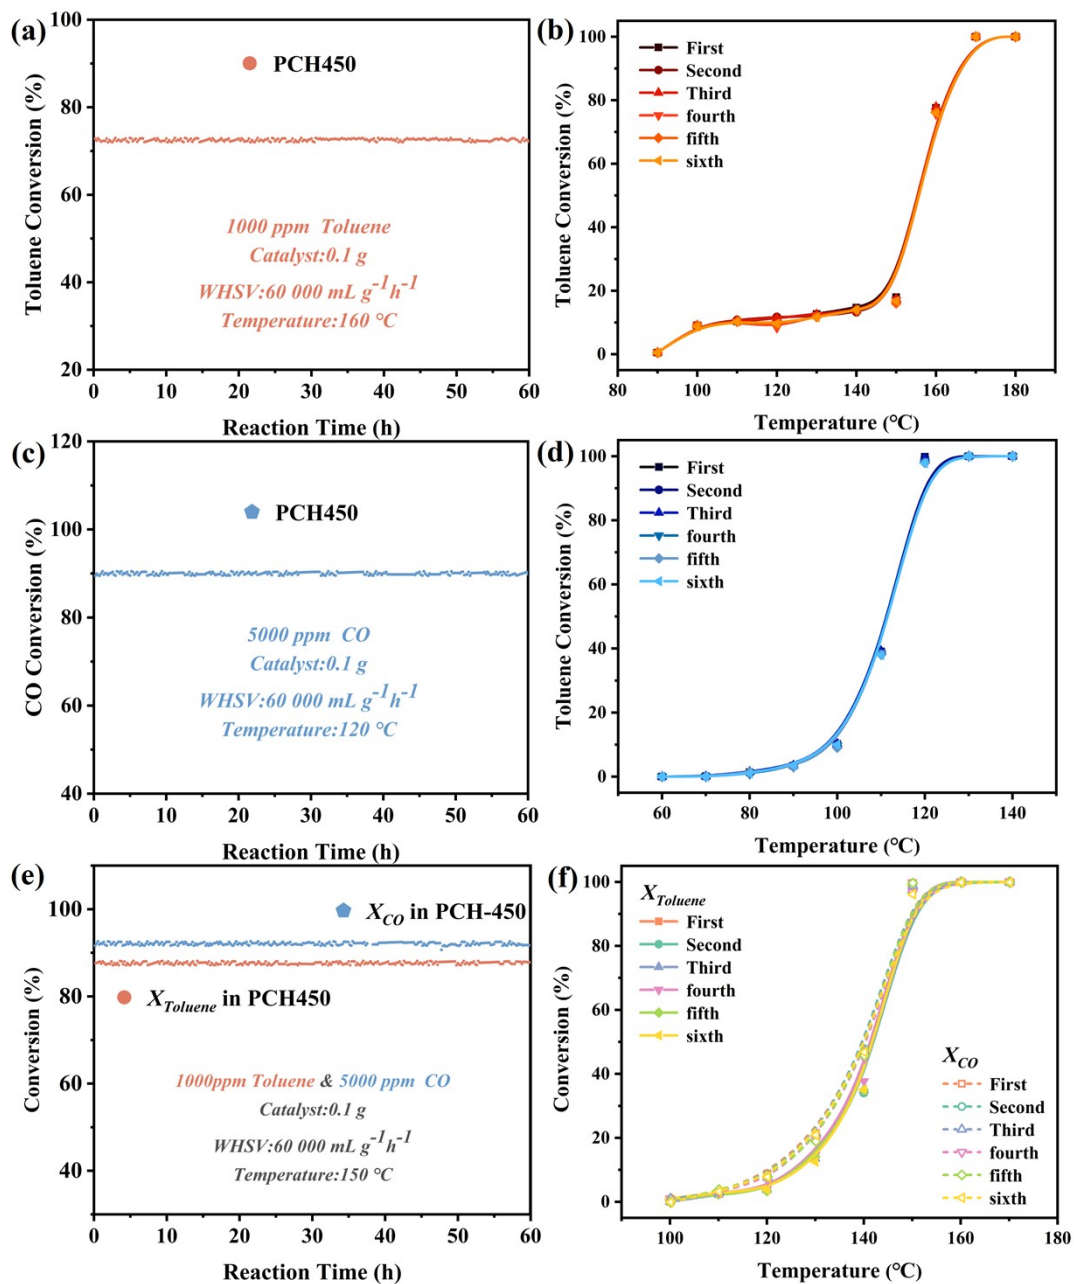 (a)
100
80
60
40
20
Toluene Conversion (%)
PCH450
1000 ppm Toluene
Catalyst:0.1 g
WHSV:60 000 mL g⁻¹h⁻¹
Temperature:160 °C
0 10 20 30 40 50 60
Reaction Time (h)
(b)
100
80
60
40
20
0
Toluene Conversion (%)
First
Second
Third
fourth
fifth
sixth
80 100 120 140 160 180
Temperature (°C)
(c)
120
100
80
60
40
CO Conversion (%)
PCH450
5000 ppm CO
Catalyst:0.1 g
WHSV:60 000 mL g⁻¹h⁻¹
Temperature:120 °C
0 10 20 30 40 50 60
Reaction Time (h)
(d)
100
80
60
40
20
0
Toluene Conversion (%)
First
Second
Third
fourth
fifth
sixth
60 80 100 120 140
Temperature (°C)
(e)
100
80
60
40
Conversion (%)
X_CO in PCH-450
X_Toluene in PCH450
1000ppm Toluene & 5000 ppm CO
Catalyst:0.1 g
WHSV:60 000 mL g⁻¹h⁻¹
Temperature:150 °C
0 10 20 30 40 50 60
Reaction Time (h)
(f)
100
80
60
40
20
0
Conversion (%)
X_Toluene
First
Second
Third
fourth
fifth
sixth
X_CO
First
Second
Third
fourth
fifth
sixth
100 120 140 160 180
Temperature (°C)